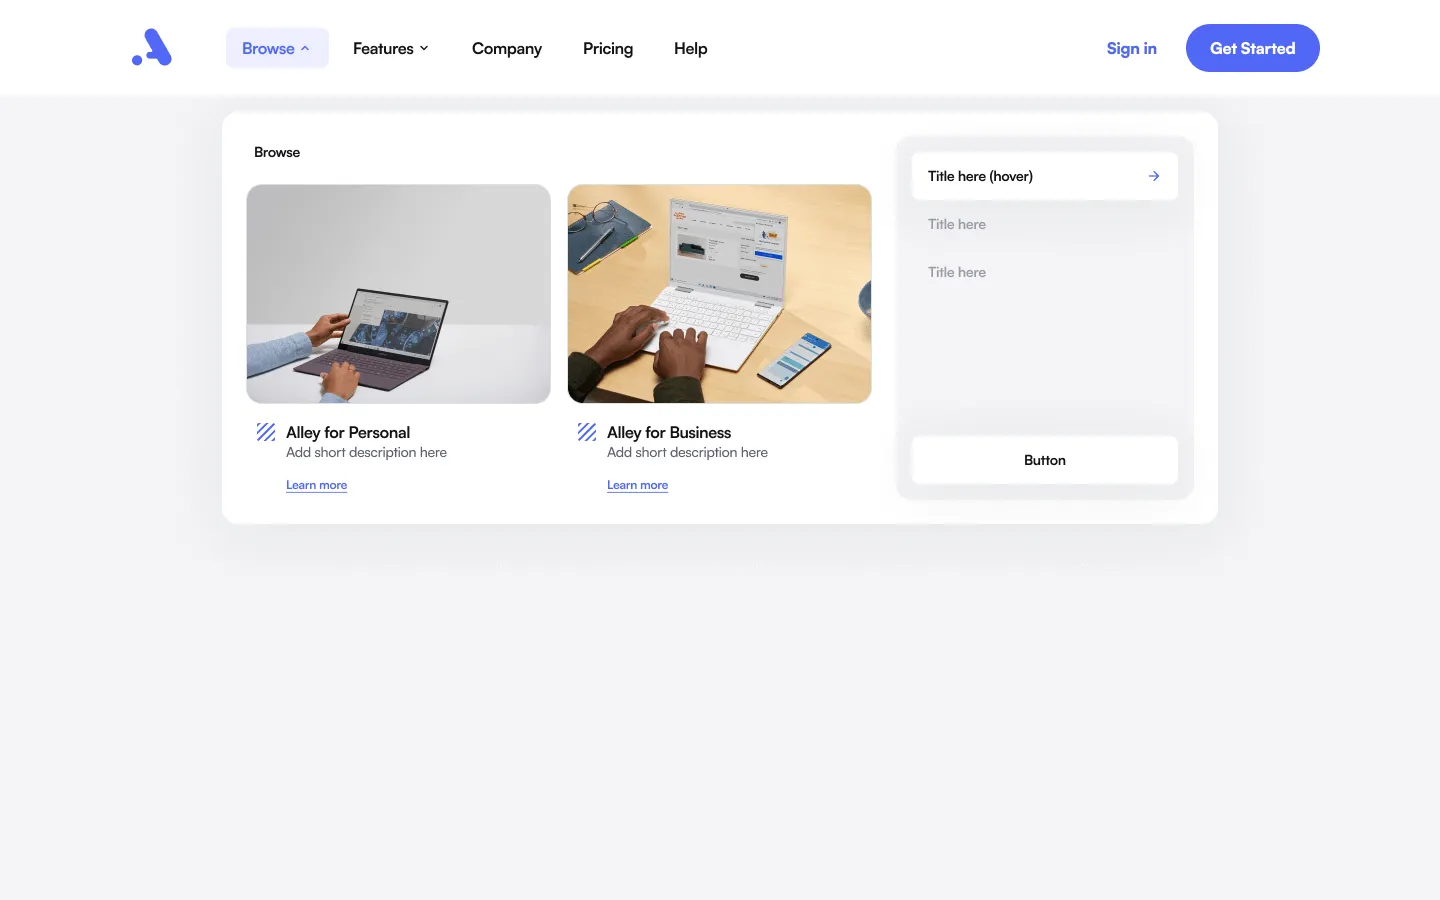 Browse
Features
Company
Pricing
Help
Sign in
Get Started
Browse
Alley for Personal
Add short description here
Learn more
Alley for Business
Add short description here
Learn more
Title here (hover)
Title here
Title here
Button